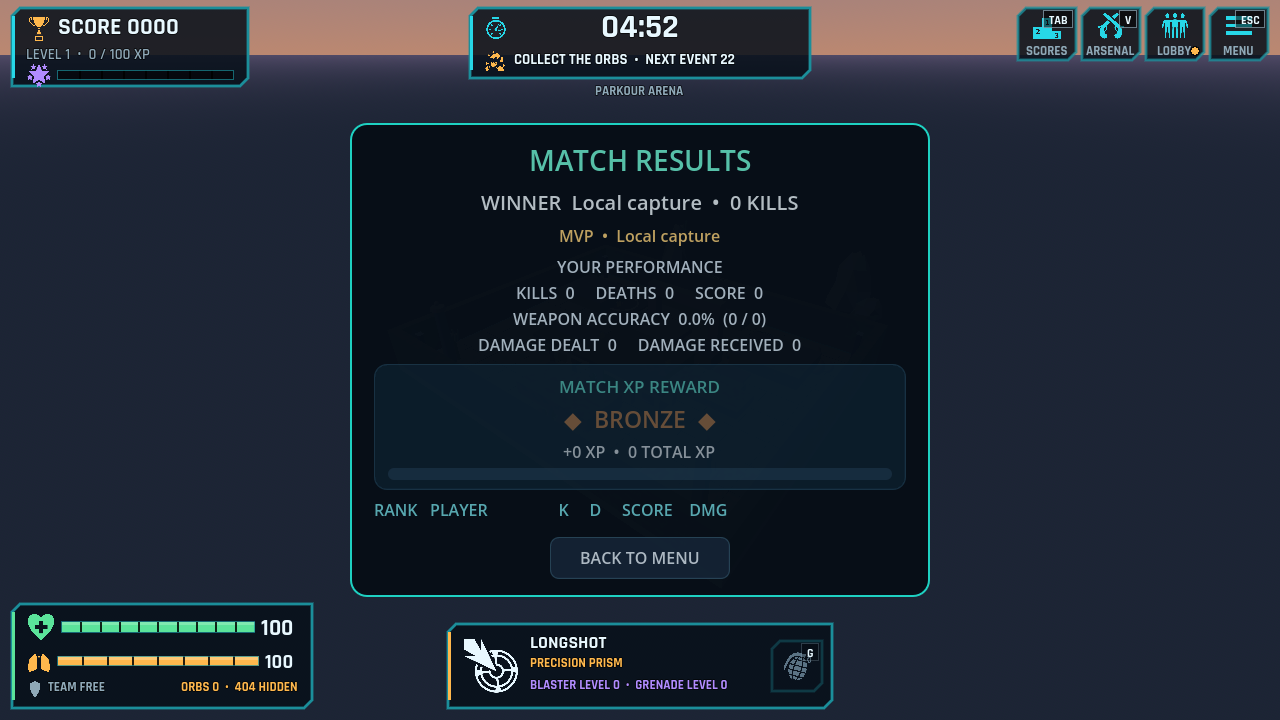 SCORE 0000
LEVEL 1 • 0 / 100 XP
04:52
COLLECT THE ORBS • NEXT EVENT 22
PARKOUR ARENA
TAB
SCORES
V
ARSENAL
LOBBY
ESC
MENU
MATCH RESULTS
WINNER Local capture • 0 KILLS
MVP • Local capture
YOUR PERFORMANCE
KILLS 0 DEATHS 0 SCORE 0
WEAPON ACCURACY 0.0% (0 / 0)
DAMAGE DEALT 0 DAMAGE RECEIVED 0
MATCH XP REWARD
◆ BRONZE ◆
+0 XP • 0 TOTAL XP
RANK PLAYER K D SCORE DMG
BACK TO MENU
100
100
TEAM FREE ORBS 0 • 404 HIDDEN
LONGSHOT
PRECISION PRISM
BLASTER LEVEL 0 • GRENADE LEVEL 0
G